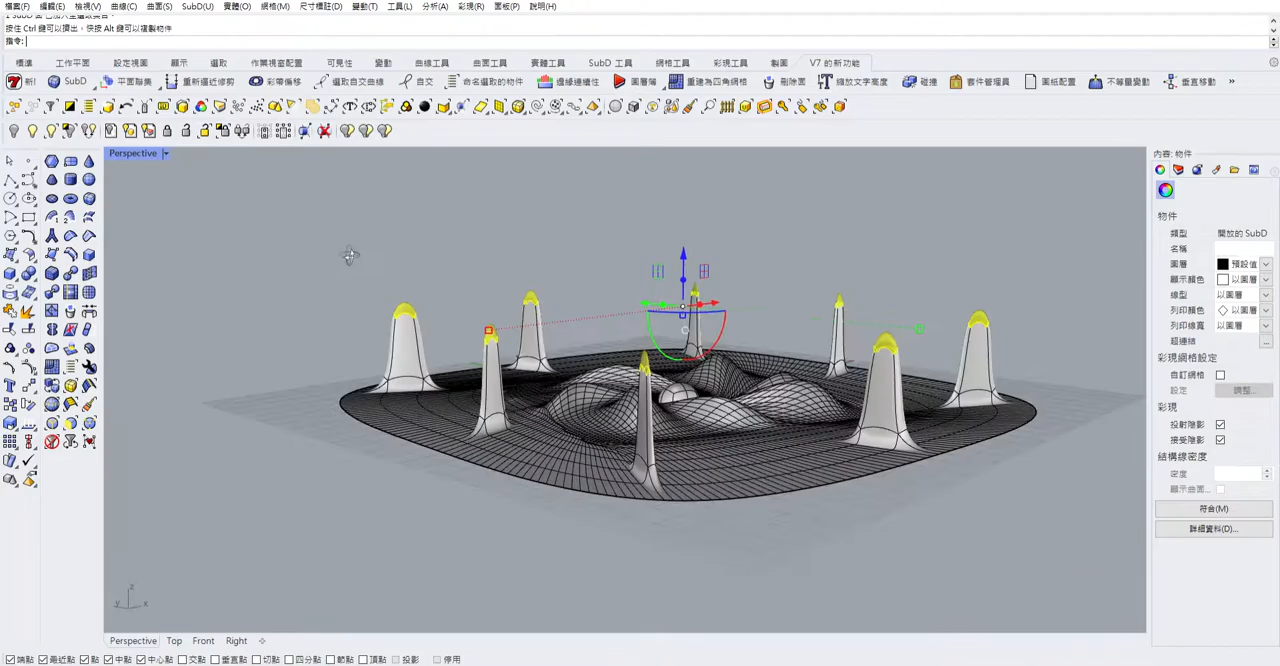 檔案(F) 編輯(E) 檢視(V) 曲線(C) 曲面(S) SubD(U) 實體(O) 網格(M) 尺寸標註(D) 變動(T) 工具(L) 分析(A) 彩現(R) 面板(P) 說明(H)
按住 Ctrl 鍵可以擠出，快按 Alt 鍵可以複製物件
指令:
標準 工作平面 設定視圖 顯示 選取 作業視窗配置 可見性 變動 曲線工具 曲面工具 實體工具 SubD 工具 網格工具 彩現工具 製圖 V7 的新功能
新! SubD 平面聯集 重新逼近修剪 彩帶偏移 選取自交曲線 自交 命名選取的物件 邊緣連續性 圖層簿 重建為四角網格 刪除面 縮放文字高度 碰撞 套件管理員 圖紙配置 不等量變動 垂直移動 »
Perspective
內容: 物件
物件
類型 開放的 SubD
名稱
圖層 預設值
顯示顏色 以圖層
線型 以圖層
列印顏色 以圖層
列印線寬 以圖層
超連結 ...
彩現網格設定
自訂網格
設定 調整...
彩現
投射陰影
接受陰影
結構線密度
密度
顯示曲面...
符合(M)
詳細資料(D)...
z
y x
Perspective Top Front Right
端點 最近點 點 中點 中心點 交點 垂直點 切點 四分點 節點 頂點 投影 停用